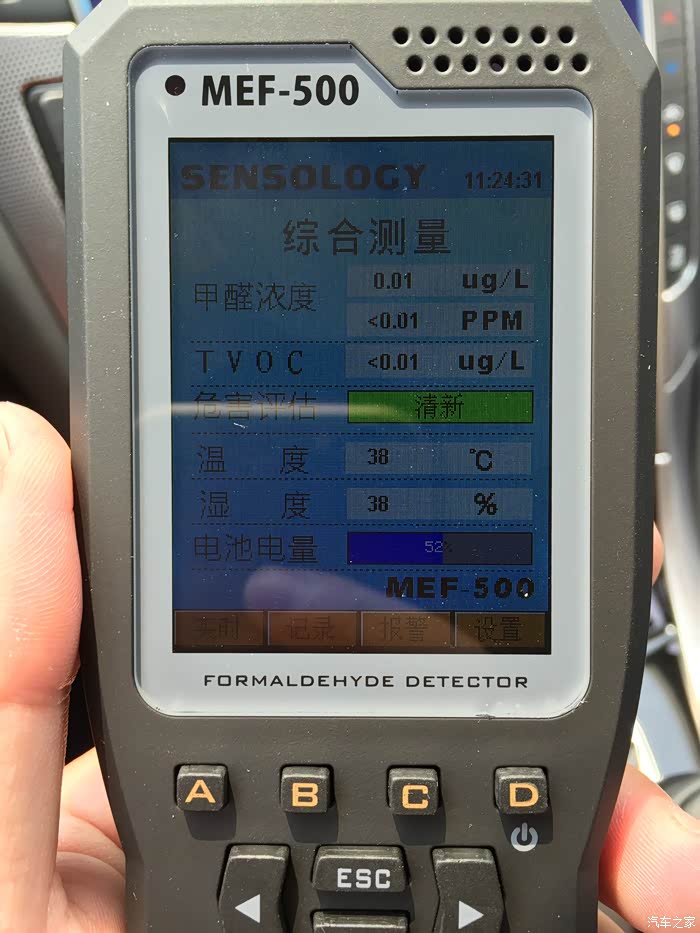 MEF-500
SENSOLOGY 11:24:31
综合测量
甲醛浓度 0.01 ug/L
<0.01 PPM
TVOC <0.01 ug/L
危害评估 清新
温度 38 ℃
湿度 38 %
电池电量 52%
MEF-500
实时 记录 报警 设置
FORMALDEHYDE DETECTOR
A B C D
ESC
汽车之家